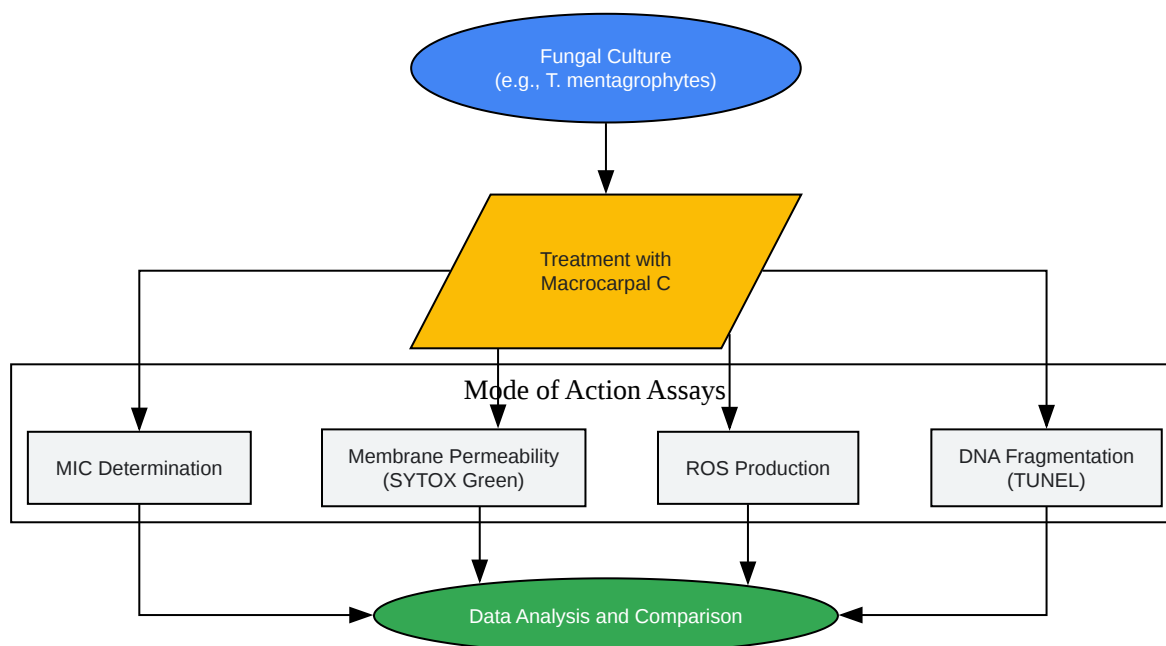 Fungal Culture
(e.g., T. mentagrophytes)
Treatment with
Macrocarpal C
Mode of Action Assays
MIC Determination
Membrane Permeability
(SYTOX Green)
ROS Production
DNA Fragmentation
(TUNEL)
Data Analysis and Comparison